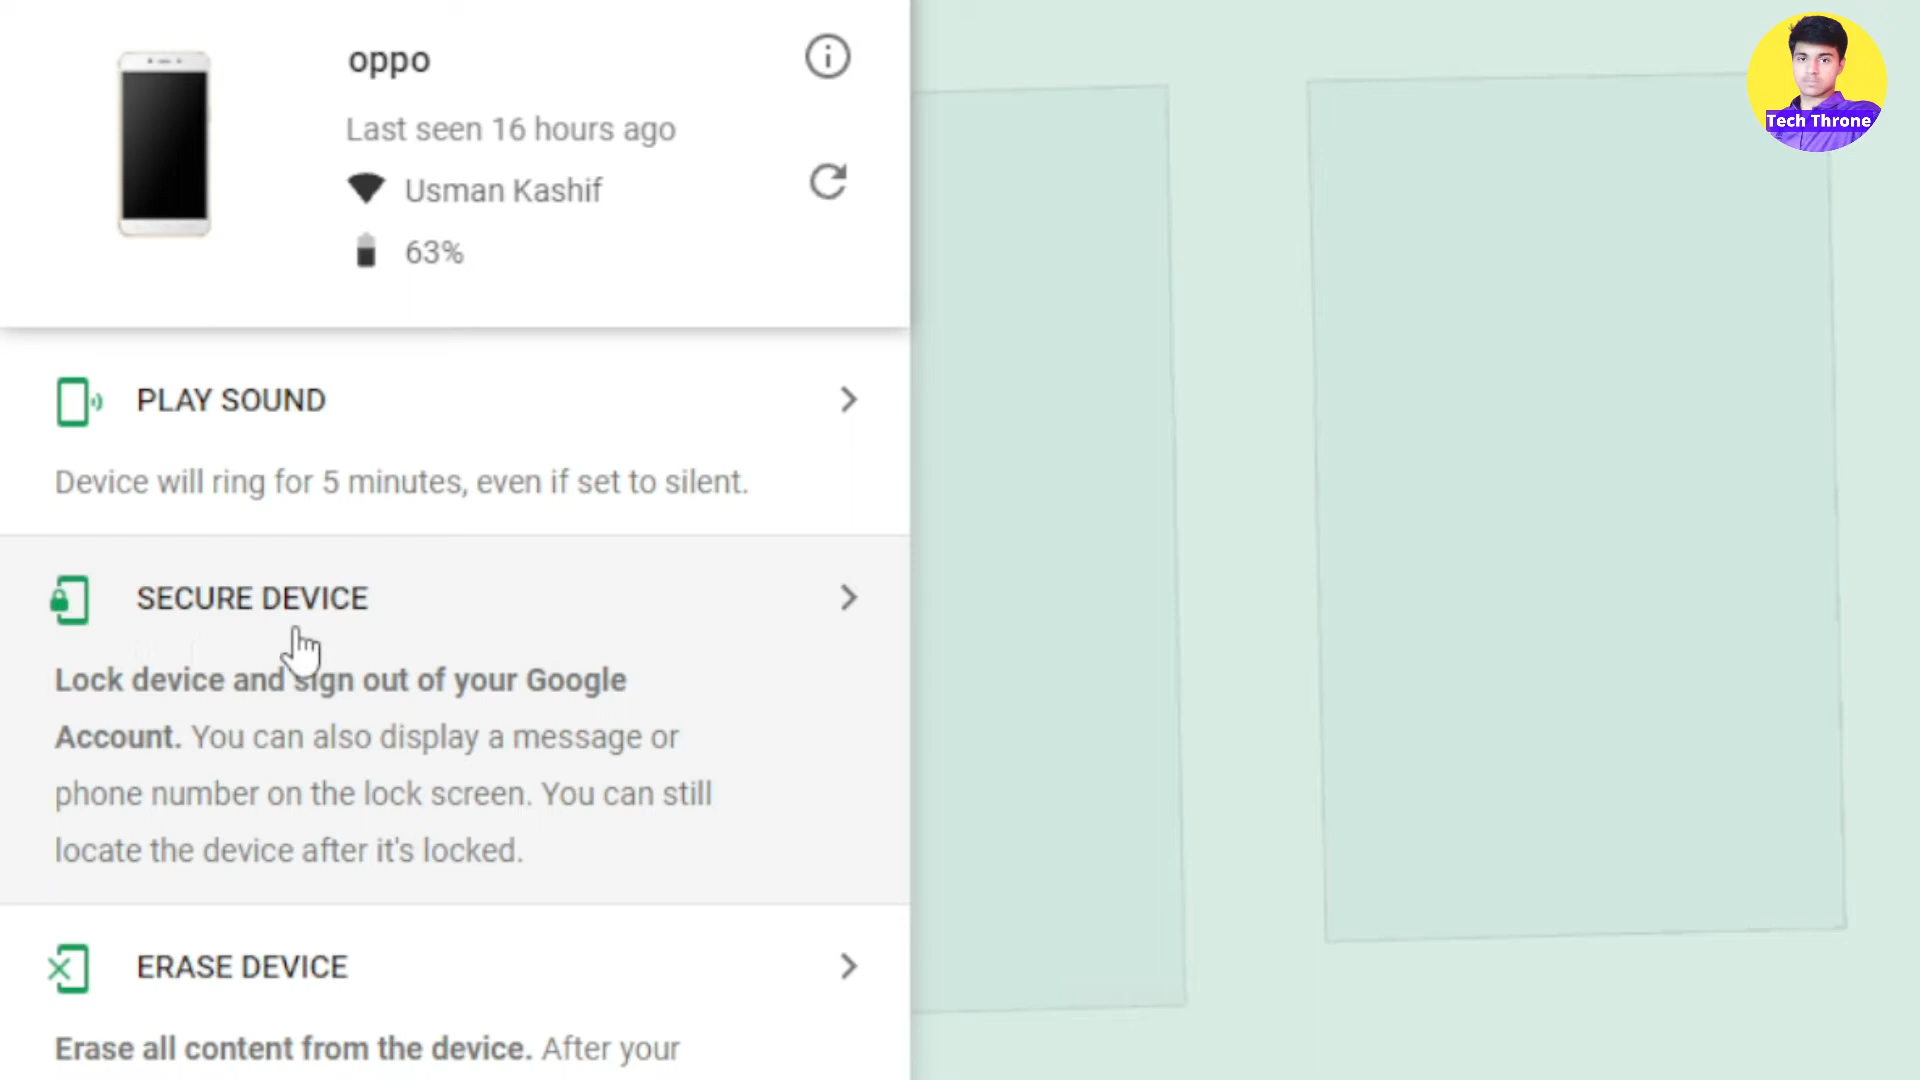 oppo
Last seen 16 hours ago
Usman Kashif
63%
Tech Throne
PLAY SOUND
Device will ring for 5 minutes, even if set to silent.
SECURE DEVICE
Lock device and sign out of your Google
Account. You can also display a message or
phone number on the lock screen. You can still
locate the device after it's locked.
ERASE DEVICE
Erase all content from the device. After your